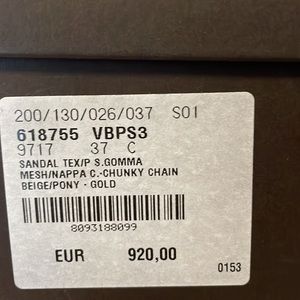 200/130/026/037 S01
618755 VBPS3
9717 37 C
SANDAL TEX/P S.GOMMA
MESH/NAPPA C.-CHUNKY CHAIN
BEIGE/PONY - GOLD
8093188099
EUR 920,00
0153